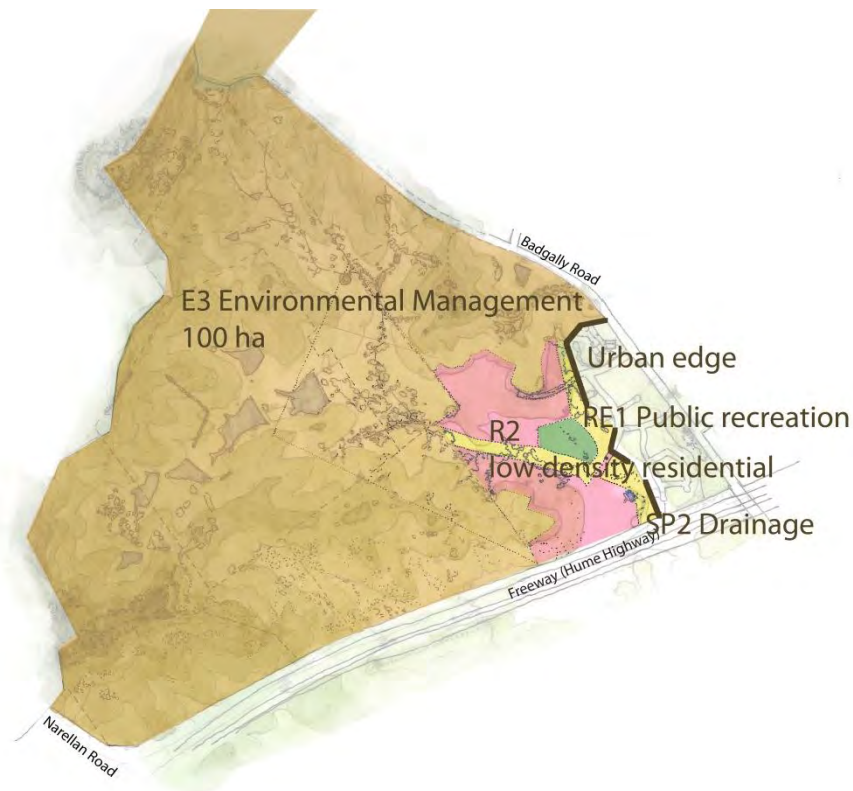 Badgally Road
E3 Environmental Management
100 ha
Urban edge
RE1 Public recreation
R2
low density residential
SP2 Drainage
Freeway (Hume Highway)
Narellan Road